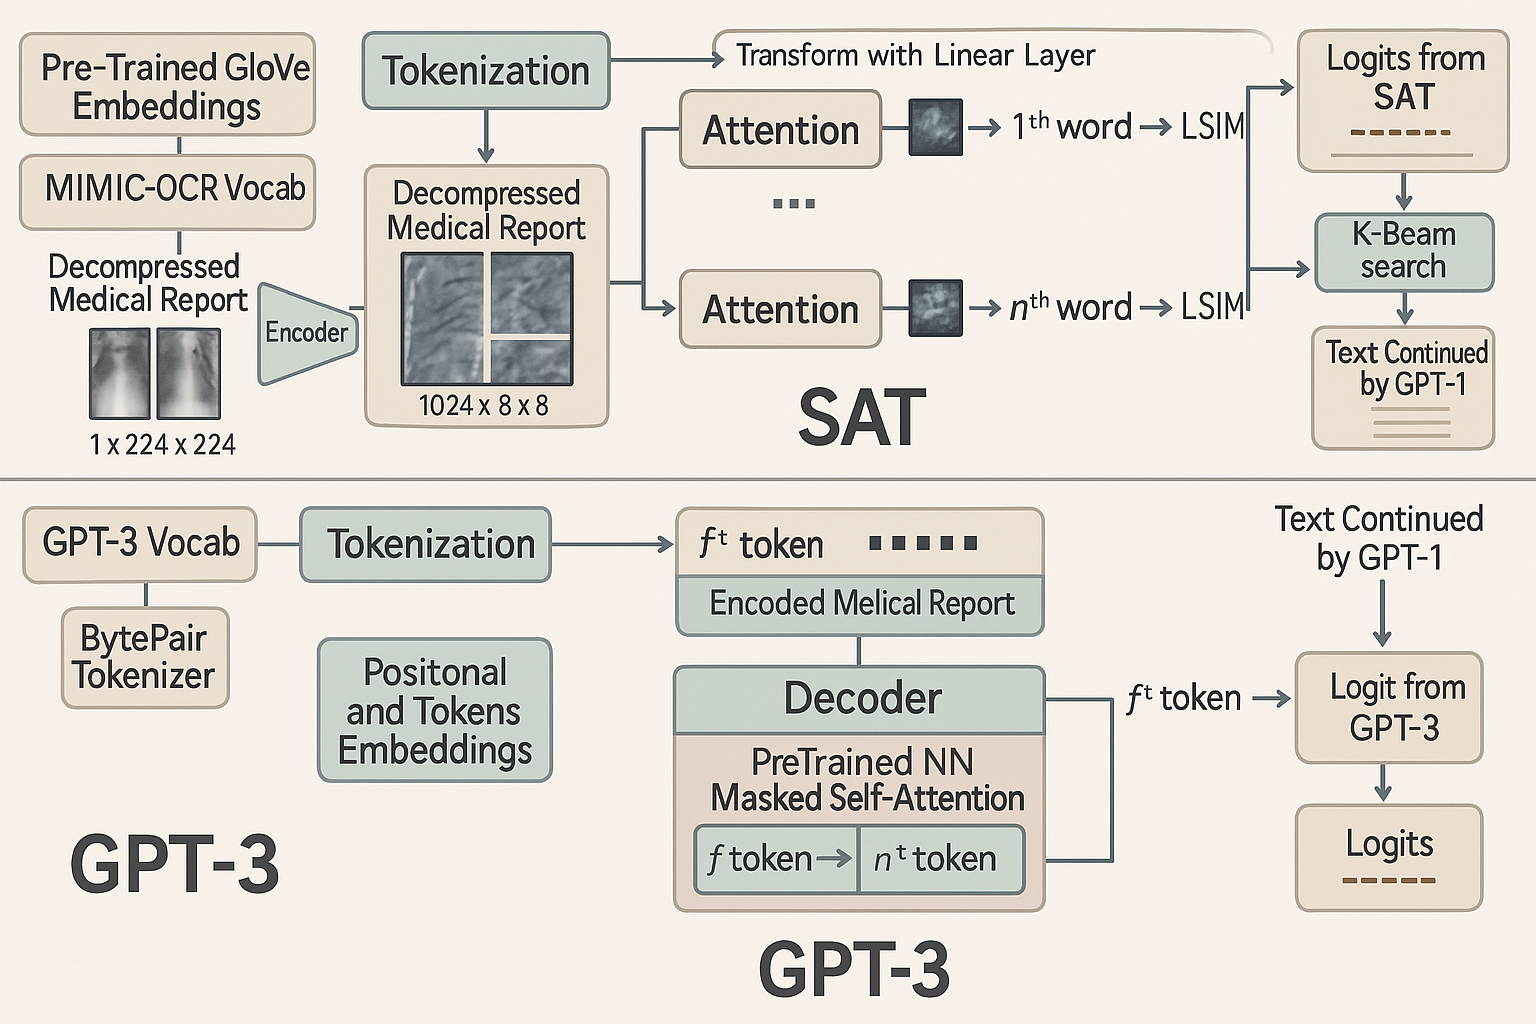 Pre-Trained GloVe
Embeddings
MIMIC-OCR Vocab
Decompressed
Medical Report
1 x 224 x 224
Encoder
Tokenization
Decompressed
Medical Report
1024 x 8 x 8
Transform with Linear Layer
Attention
1th word
LSIM
...
Attention
nth word
LSIM
SAT
Logits from
SAT
K-Beam
search
Text Continued
by GPT-1
GPT-3 Vocab
BytePair
Tokenizer
Tokenization
Positonal
and Tokens
Embeddings
GPT-3
ft token
Encoded Melical Report
Decoder
PreTrained NN
Masked Self-Attention
f token
nt token
GPT-3
ft token
Text Continued
by GPT-1
Logit from
GPT-3
Logits